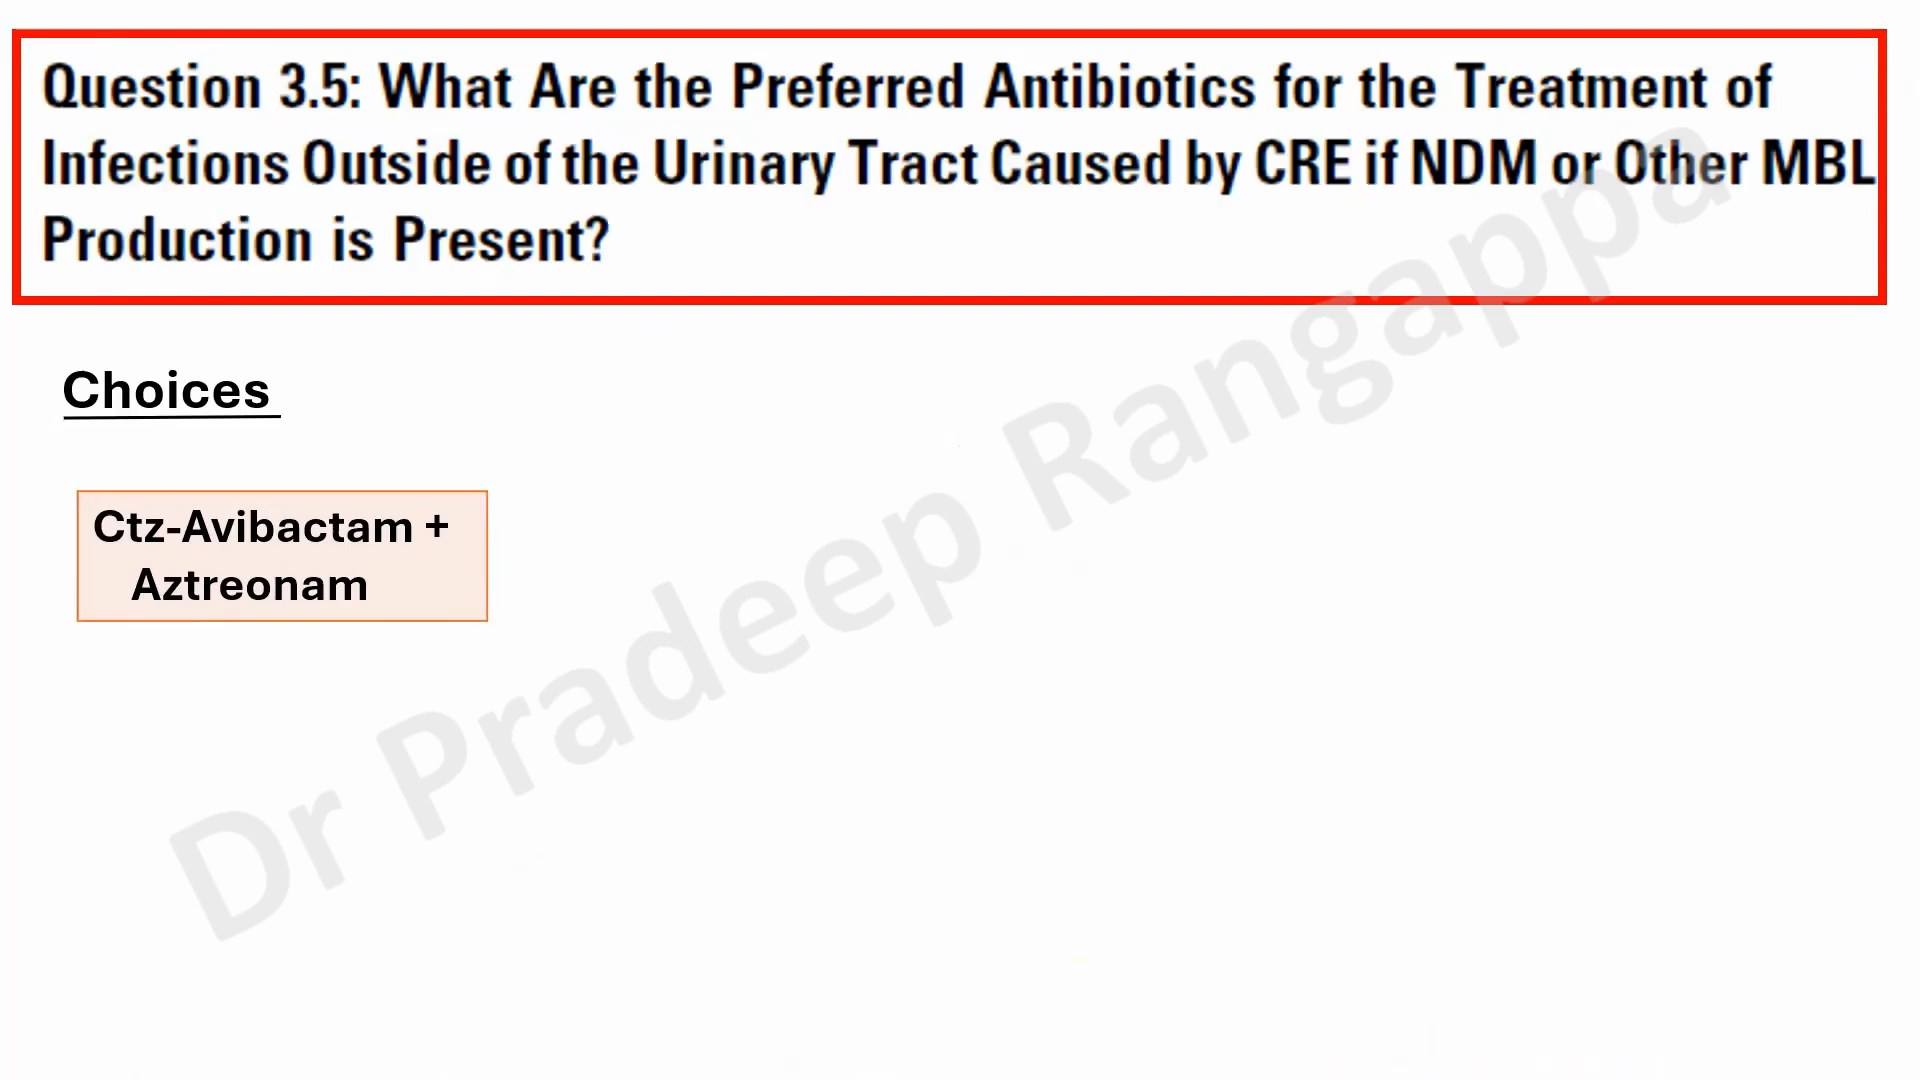 Question 3.5: What Are the Preferred Antibiotics for the Treatment of
Infections Outside of the Urinary Tract Caused by CRE if NDM or Other MBL
Production is Present?
Choices
Ctz-Avibactam +
Aztreonam
Dr Pradeep Rangappa